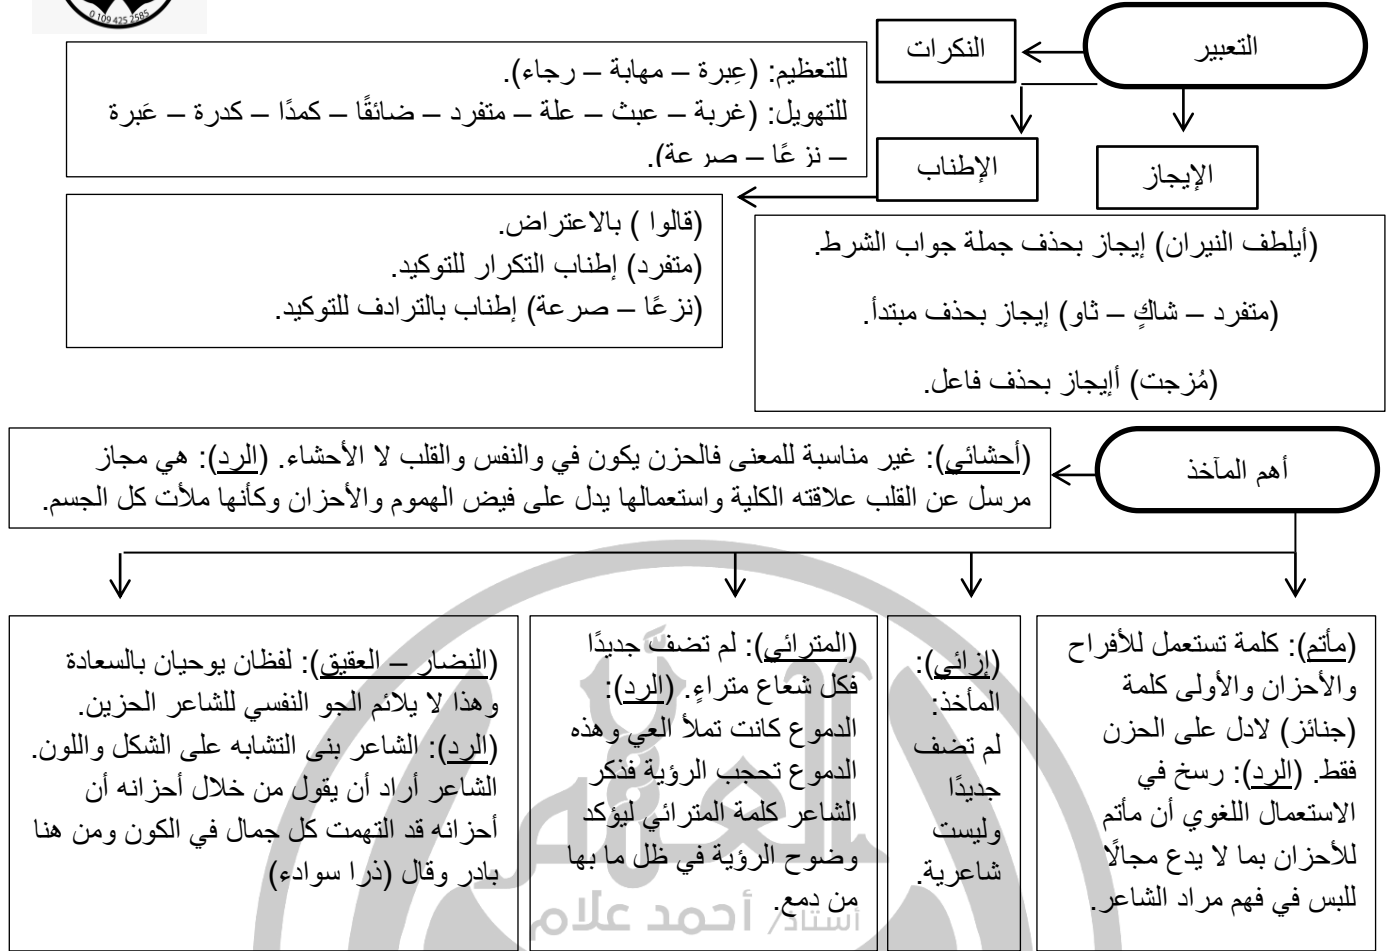 0 109 425 2585
التعبير
النكرات
للتعظيم: (عِبرة – مهابة – رجاء).
للتهويل: (غربة – عبث – علة – متفرد – ضائقًا – كمدًا – كدرة – عَبرة
– نزعًا – صرعة).
الإطناب
الإيجاز
(قالوا ) بالاعتراض.
(متفرد) إطناب التكرار للتوكيد.
(نزعًا – صرعة) إطناب بالترادف للتوكيد.
(أيلطف النيران) إيجاز بحذف جملة جواب الشرط.
(متفرد – شاكٍ – ثاو) إيجاز بحذف مبتدأ.
(مُزجت) أإيجاز بحذف فاعل.
أهم المآخذ
(أحشائي): غير مناسبة للمعنى فالحزن يكون في والنفس والقلب لا الأحشاء. (الرد): هي مجاز
مرسل عن القلب علاقته الكلية واستعمالها يدل على فيض الهموم والأحزان وكأنها ملأت كل الجسم.
(مأتم): كلمة تستعمل للأفراح
والأحزان والأولى كلمة
(جنائز) لادل على الحزن
فقط. (الرد): رسخ في
الاستعمال اللغوي أن مأتم
للأحزان بما لا يدع مجالًا
للبس في فهم مراد الشاعر.
(إزائي):
المأخذ:
لم تضف
جديدًا
وليست
شاعرية.
(المترائي): لم تضف جديدًا
فكل شعاع متراءٍ. (الرد):
الدموع كانت تملأ العي وهذه
الدموع تحجب الرؤية فذكر
الشاعر كلمة المترائي ليؤكد
وضوح الرؤية في ظل ما بها
من دمع.
(النضار – العقيق): لفظان يوحيان بالسعادة
وهذا لا يلائم الجو النفسي للشاعر الحزين.
(الرد): الشاعر بنى التشابه على الشكل واللون.
الشاعر أراد أن يقول من خلال أحزانه أن
أحزانه قد التهمت كل جمال في الكون ومن هنا
بادر وقال (ذرا سوادء)
أستاذ/ أحمد علام